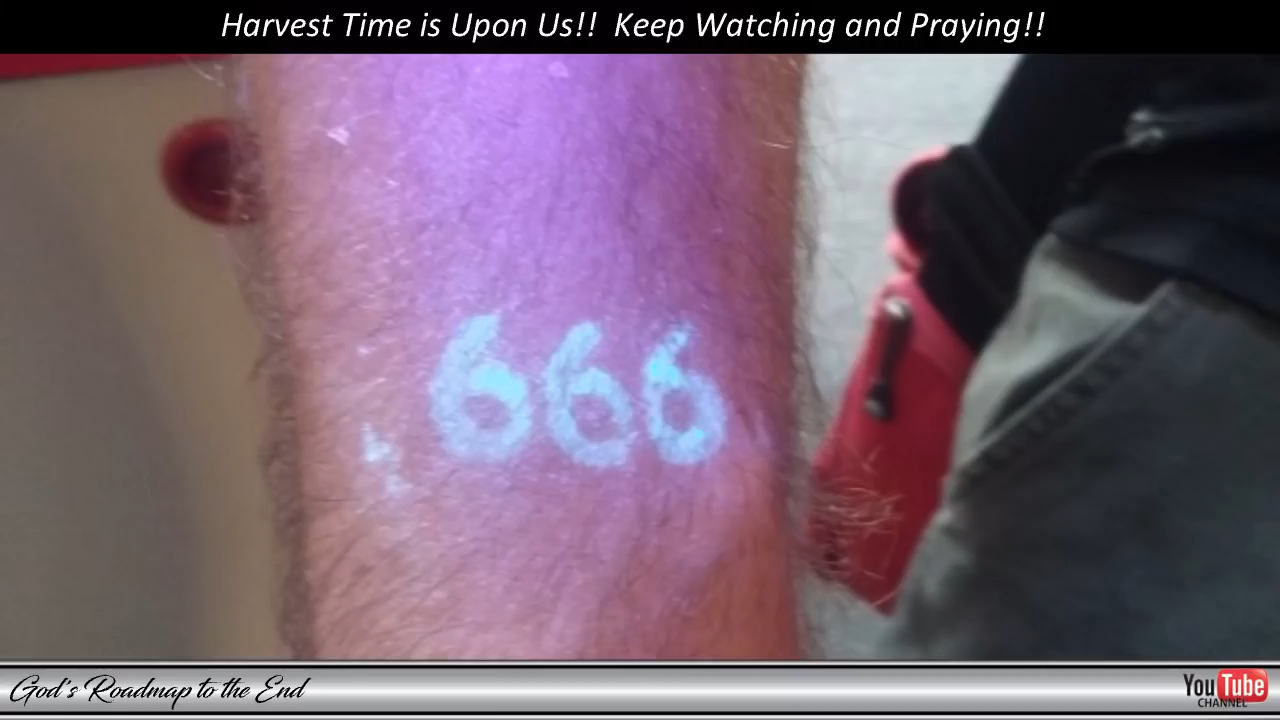 Harvest Time is Upon Us!! Keep Watching and Praying!!
666
God's Roadmap to the End
YouTube
CHANNEL